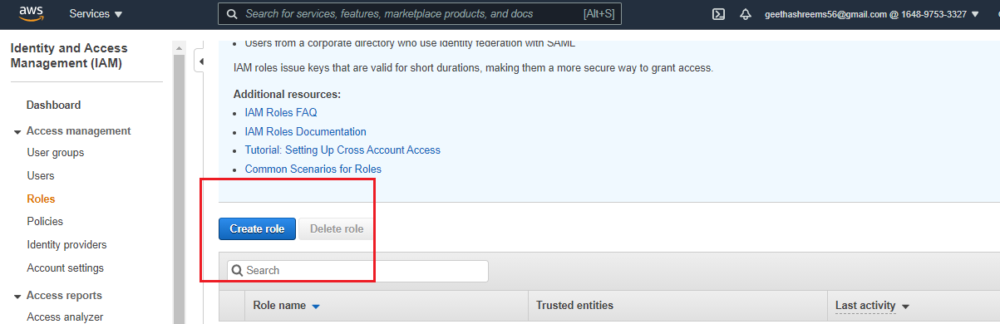 aws Services Search for services, features, marketplace products, and docs [Alt+S] geethashreems56@gmail.com @ 1648-9753-3327
Identity and Access
Management (IAM)
Dashboard
Access management
User groups
Users
Roles
Policies
Identity providers
Account settings
Access reports
Access analyzer
Users from a corporate directory who use identity federation with SAML
IAM roles issue keys that are valid for short durations, making them a more secure way to grant access.
Additional resources:
IAM Roles FAQ
IAM Roles Documentation
Tutorial: Setting Up Cross Account Access
Common Scenarios for Roles
Create role Delete role
Search
Role name Trusted entities Last activity